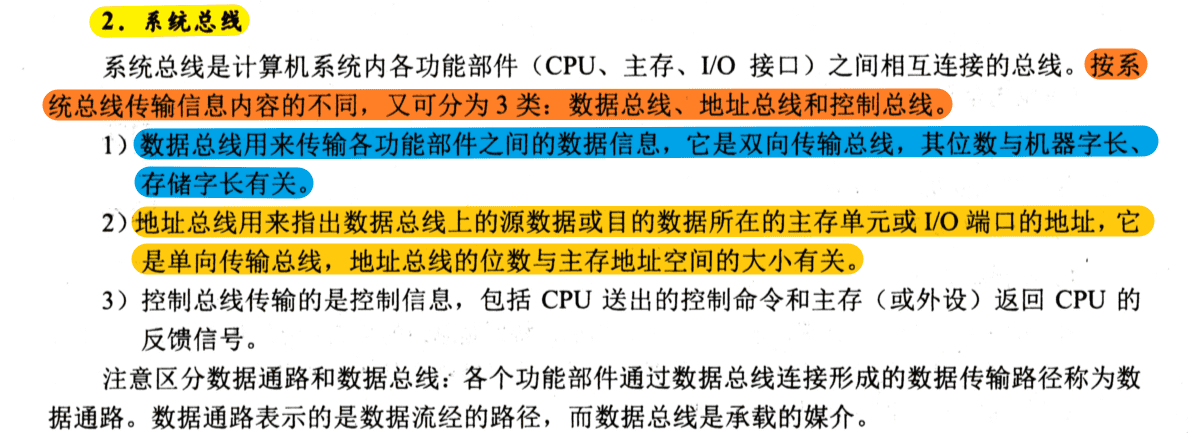 2. 系统总线
系统总线是计算机系统内各功能部件（CPU、主存、I/O 接口）之间相互连接的总线。按系
统总线传输信息内容的不同，又可分为 3 类：数据总线、地址总线和控制总线。
1）数据总线用来传输各功能部件之间的数据信息，它是双向传输总线，其位数与机器字长、
存储字长有关。
2）地址总线用来指出数据总线上的源数据或目的数据所在的主存单元或 I/O 端口的地址，它
是单向传输总线，地址总线的位数与主存地址空间的大小有关。
3）控制总线传输的是控制信息，包括 CPU 送出的控制命令和主存（或外设）返回 CPU 的
反馈信号。
注意区分数据通路和数据总线：各个功能部件通过数据总线连接形成的数据传输路径称为数
据通路。数据通路表示的是数据流经的路径，而数据总线是承载的媒介。